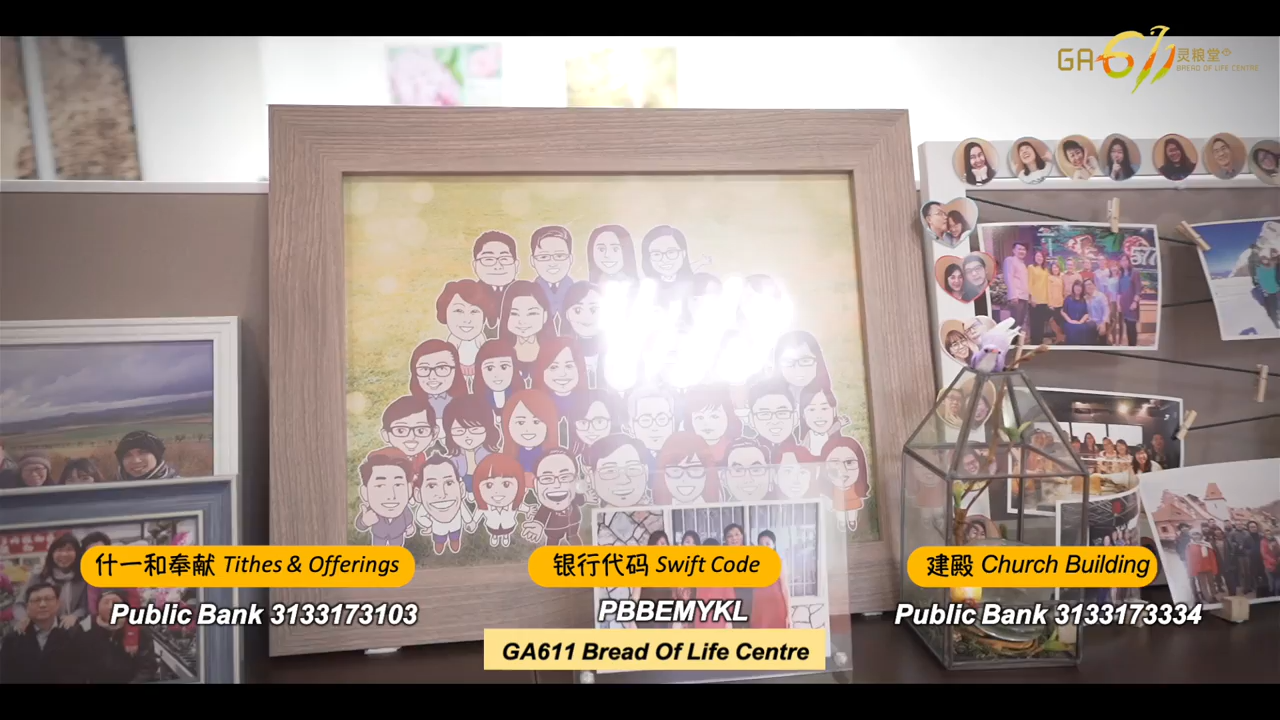 GA611 灵粮堂
BREAD OF LIFE CENTRE
什一和奉献 Tithes & Offerings
Public Bank 3133173103
银行代码 Swift Code
PBBEMYKL
GA611 Bread Of Life Centre
建殿 Church Building
Public Bank 3133173334